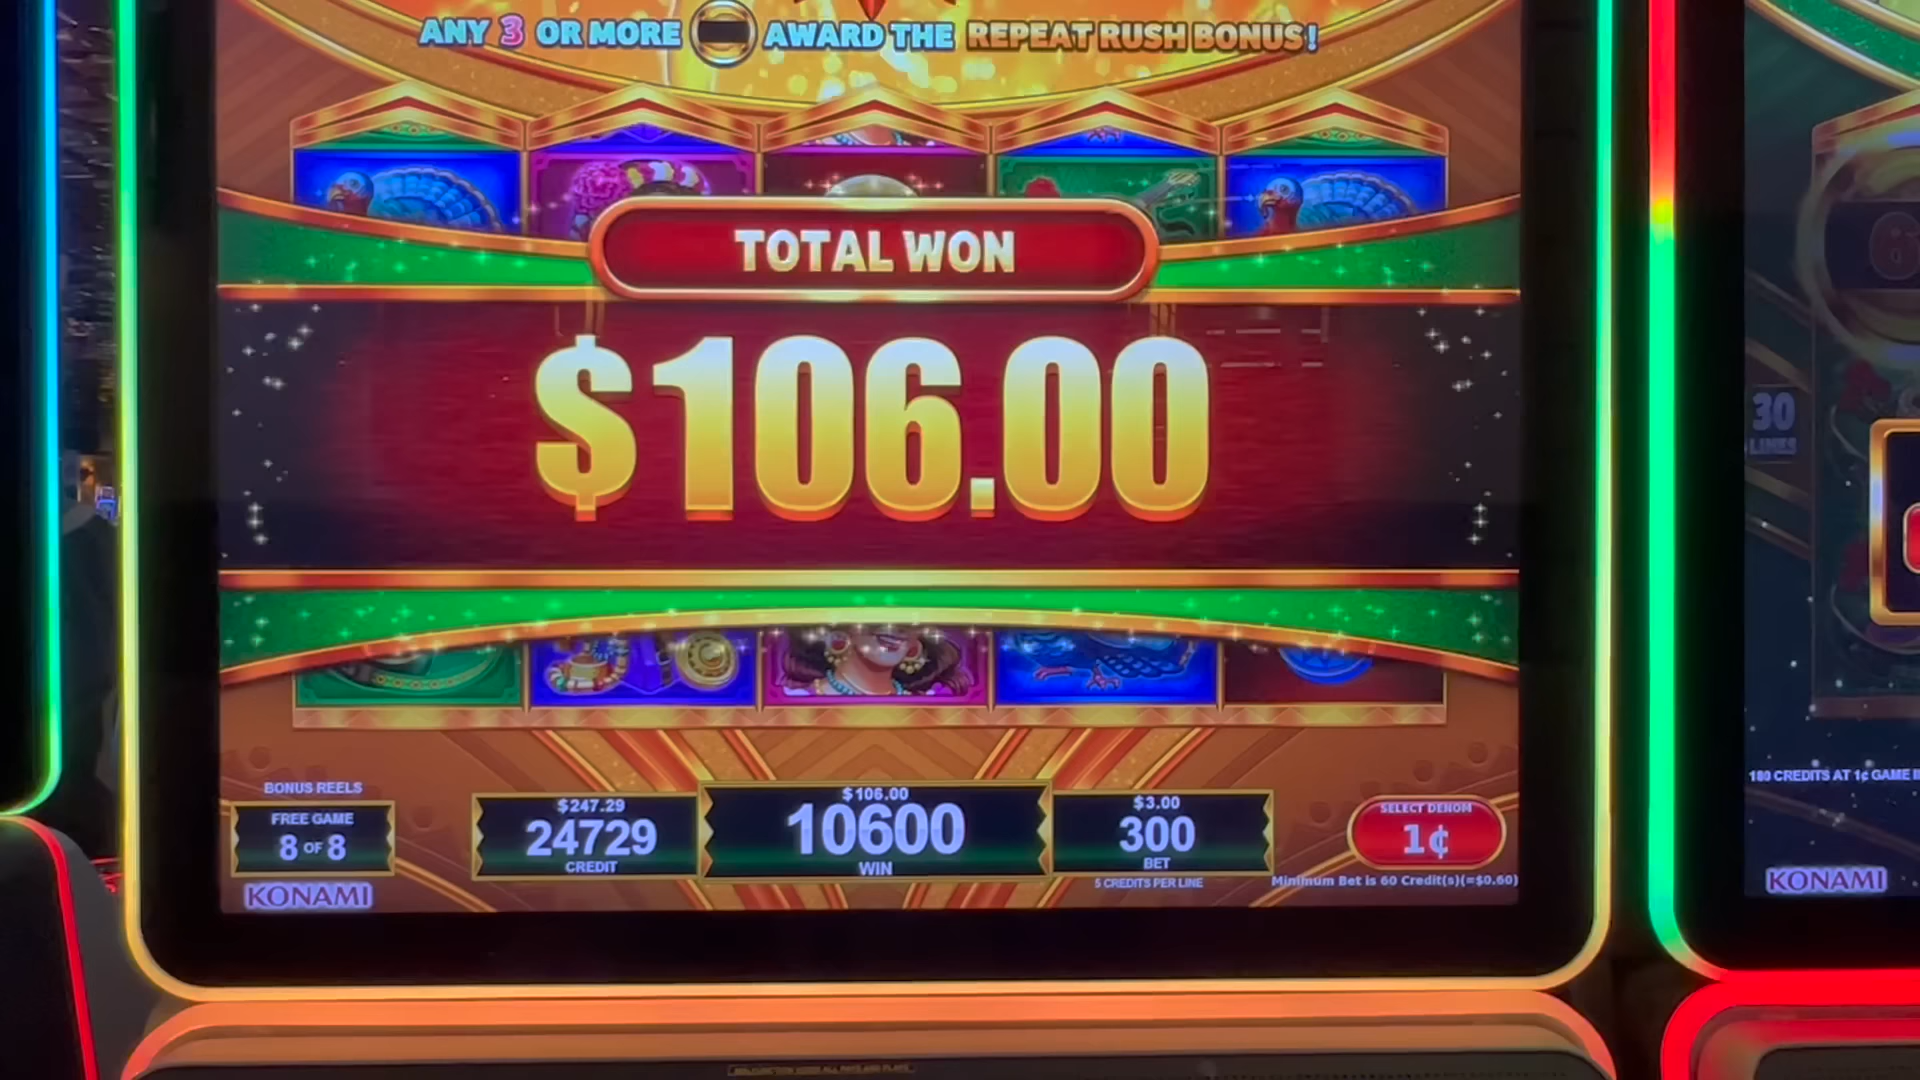 ANY 3 OR MORE AWARD THE REPEAT RUSH BONUS!
TOTAL WON
$106.00
30
LINKS
BONUS REELS
FREE GAME
8 OF 8
$247.29
24729
CREDIT
$106.00
10600
WIN
$3.00
300
BET
5 CREDITS PER LINE
SELECT DENOM
1¢
Minimum Bet is 60 Credit(s)(=$0.60)
KONAMI
180 CREDITS AT 1¢ GAME
KONAMI